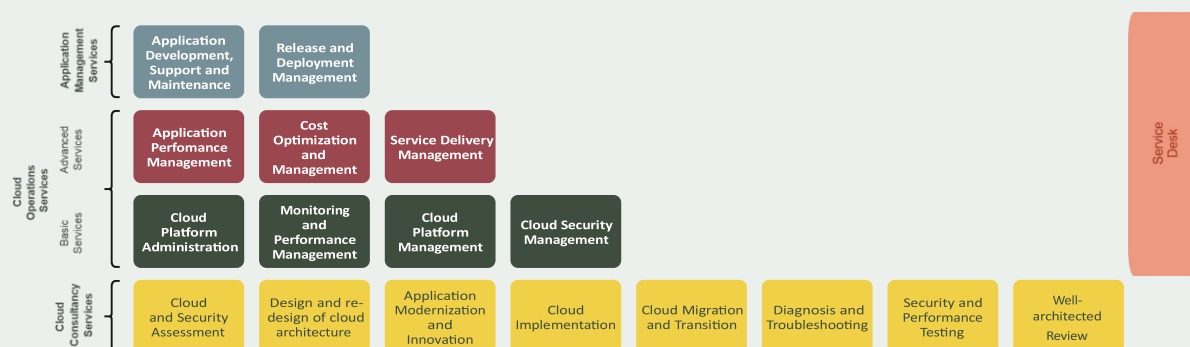 Application
Management
Services
Application
Development,
Support and
Maintenance
Release and
Deployment
Management
Cloud
Operations
Services
Advanced
Services
Application
Perfomance
Management
Cost
Optimization
and
Management
Service Delivery
Management
Basic
Services
Cloud
Platform
Administration
Monitoring
and
Performance
Management
Cloud
Platform
Management
Cloud Security
Management
Cloud
Consultancy
Services
Cloud
and Security
Assessment
Design and re-
design of cloud
architecture
Application
Modernization
and
Innovation
Cloud
Implementation
Cloud Migration
and Transition
Diagnosis and
Troubleshooting
Security and
Performance
Testing
Well-
architected
Review
Service
Desk